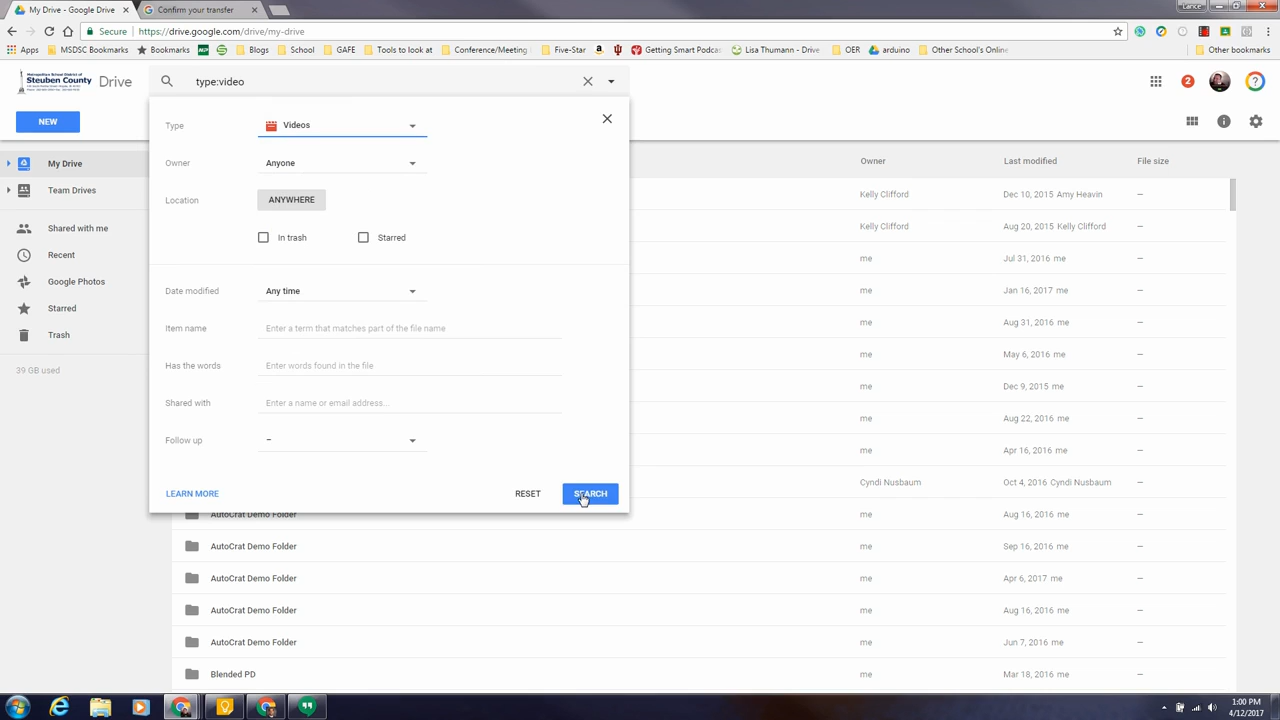 My Drive - Google Drive
Confirm your transfer
Lance
Secure
https://drive.google.com/drive/my-drive
Apps
MSDSC Bookmarks
Bookmarks
Blogs
School
GAFE
Tools to look at
Conference/Meeting
Five-Star
Getting Smart Podcas
Lisa Thumann
OER
arduino
Other School's Online
Other bookmarks
Metropolitan School District of
Steuben County
Drive
type:video
2
NEW
Type
Videos
Owner
Anyone
Location
ANYWHERE
In trash
Starred
Date modified
Any time
Item name
Enter a term that matches part of the file name
Has the words
Enter words found in the file
Shared with
Enter a name or email address...
Follow up
–
LEARN MORE
RESET
SEARCH
My Drive
Team Drives
Shared with me
Recent
Google Photos
Starred
Trash
39 GB used
Owner Last modified File size
Kelly Clifford Dec 10, 2015 Amy Heavin –
Kelly Clifford Aug 20, 2015 Kelly Clifford –
me Jul 31, 2016 me –
me Jan 16, 2017 me –
me Aug 31, 2016 me –
me May 6, 2016 me –
me Dec 9, 2015 me –
me Aug 22, 2016 me –
me Apr 16, 2016 me –
Cyndi Nusbaum Oct 4, 2016 Cyndi Nusbaum –
AutoCrat Demo Folder me Aug 16, 2016 me –
AutoCrat Demo Folder me Sep 16, 2016 me –
AutoCrat Demo Folder me Apr 6, 2017 me –
AutoCrat Demo Folder me Aug 16, 2016 me –
AutoCrat Demo Folder me Jun 7, 2016 me –
Blended PD me Mar 18, 2016 me –
1:00 PM
4/12/2017